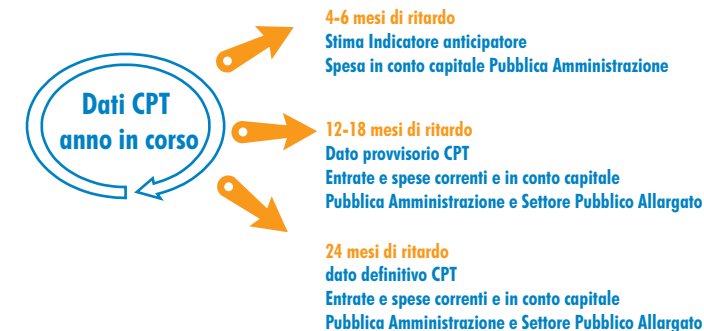 Dati CPT
anno in corso
4-6 mesi di ritardo
Stima Indicatore anticipatore
Spesa in conto capitale Pubblica Amministrazione
12-18 mesi di ritardo
Dato provvisorio CPT
Entrate e spese correnti e in conto capitale
Pubblica Amministrazione e Settore Pubblico Allargato
24 mesi di ritardo
dato definitivo CPT
Entrate e spese correnti e in conto capitale
Pubblica Amministrazione e Settore Pubblico Allargato